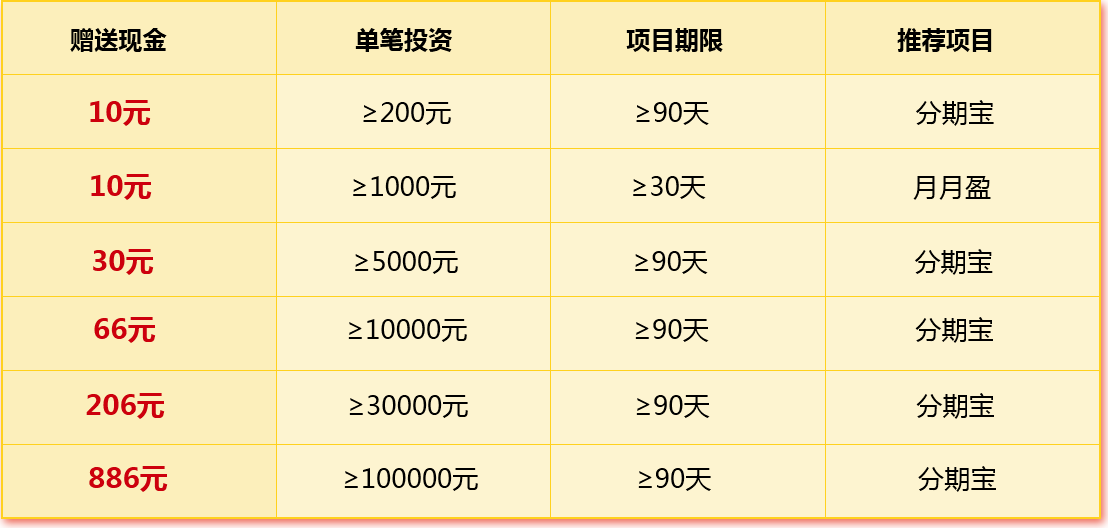 赠送现金 单笔投资 项目期限 推荐项目
10元 ≥200元 ≥90天 分期宝
10元 ≥1000元 ≥30天 月月盈
30元 ≥5000元 ≥90天 分期宝
66元 ≥10000元 ≥90天 分期宝
206元 ≥30000元 ≥90天 分期宝
886元 ≥100000元 ≥90天 分期宝